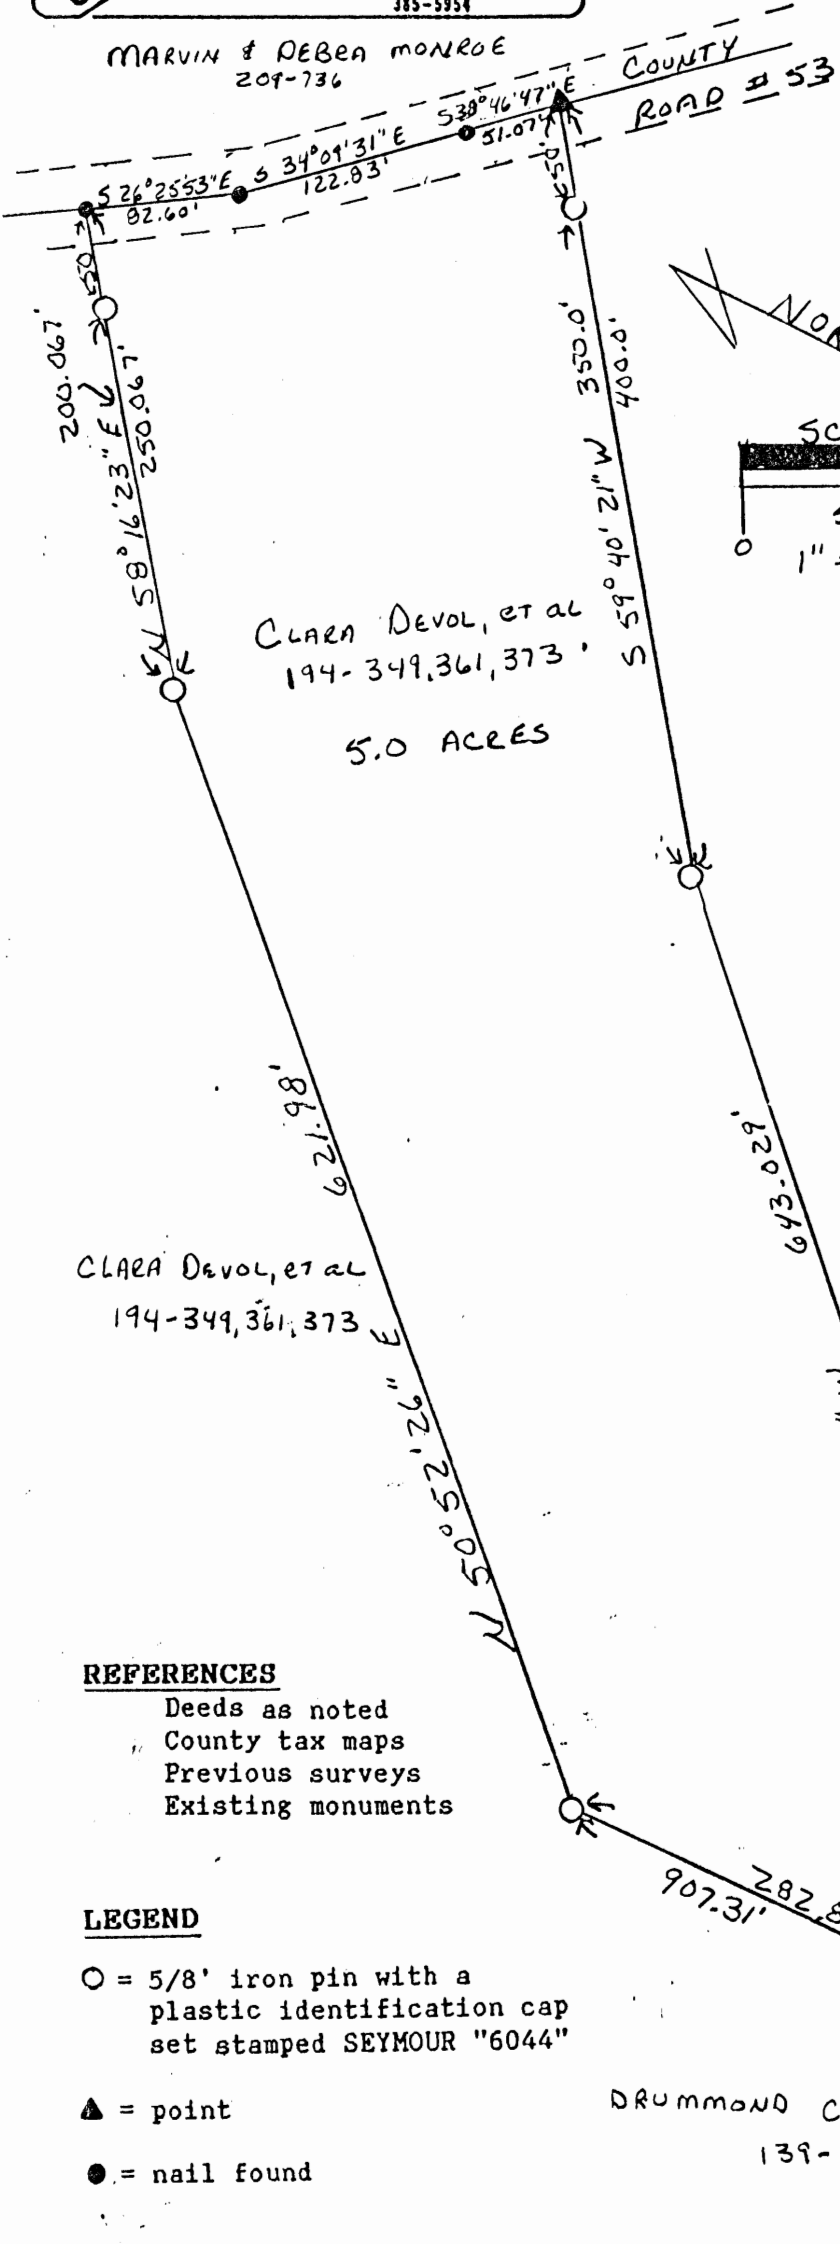 385-5954
MARVIN & DEBRA MONROE
209-736
COUNTY
ROAD # 53
S 26°25'53" E
82.60'
S 34°09'31" E
122.83'
S38°46'47" E
51.07'
50'
50
200.067'
250.067'
N 58°16'23" E
350.0'
400.0'
S 59° 40' 21" W
0
1"
CLARA DEVOL, ET AL
194-349,361,373
5.0 ACRES
621.98'
643.029'
CLARA DEVOL, ET AL
194-349,361,373
N 50° 52' 26" E
REFERENCES
Deeds as noted
County tax maps
Previous surveys
Existing monuments
907.31'
282.8
LEGEND
O = 5/8' iron pin with a
plastic identification cap
set stamped SEYMOUR "6044"
▲ = point
● = nail found
DRUMMOND C
139-